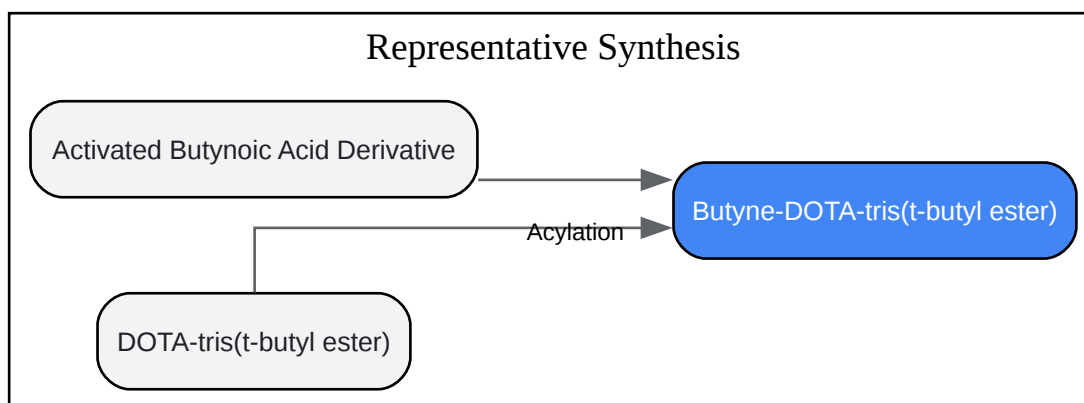 Representative Synthesis
Activated Butynoic Acid Derivative
Butyne-DOTA-tris(t-butyl ester)
Acylation
DOTA-tris(t-butyl ester)